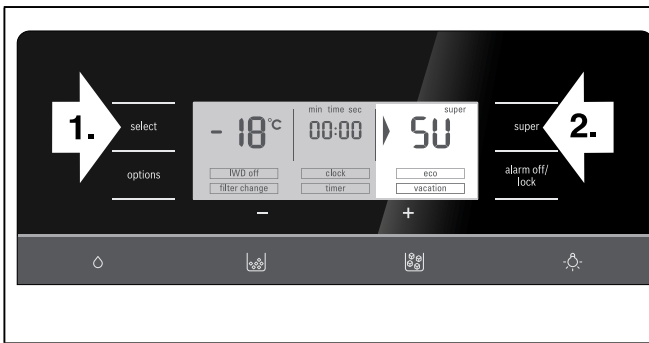 min time sec
super
1.
select
- 18°C
00:00
SU
super
2.
options
IWD off
clock
eco
alarm off/
lock
filter change
timer
vacation
- +